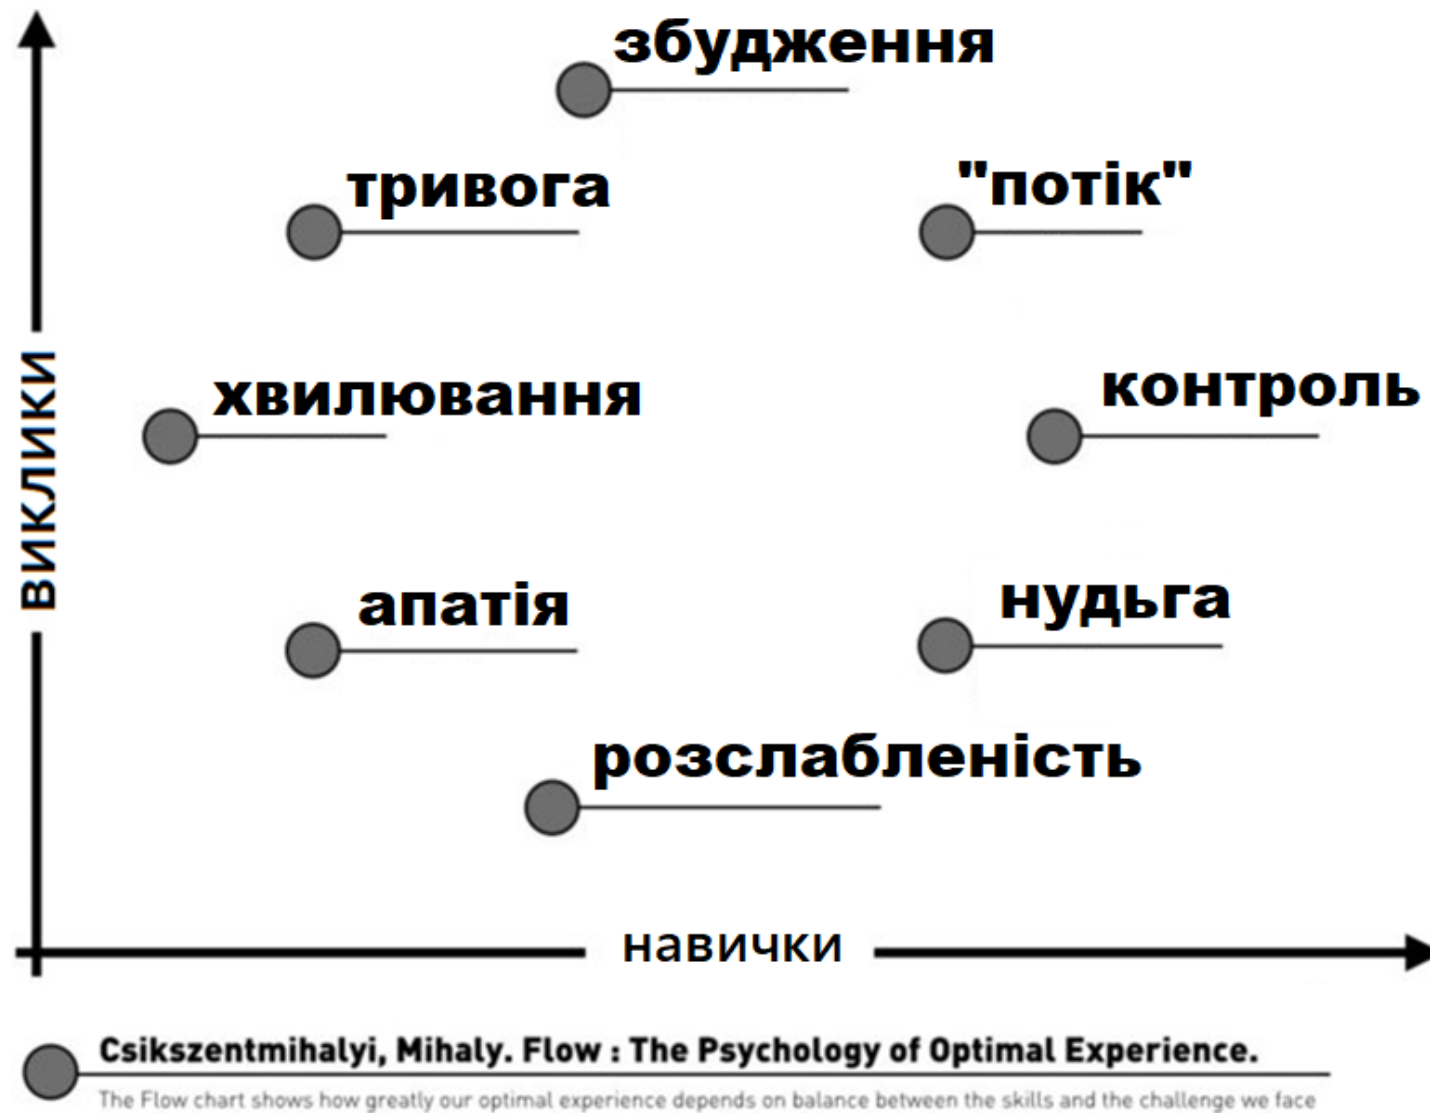 збудження
тривога
"потік"
хвилювання
контроль
виклики
апатія
нудьга
розслабленість
навички
Csikszentmihalyi, Mihaly. Flow : The Psychology of Optimal Experience.
The Flow chart shows how greatly our optimal experience depends on balance between the skills and the challenge we face